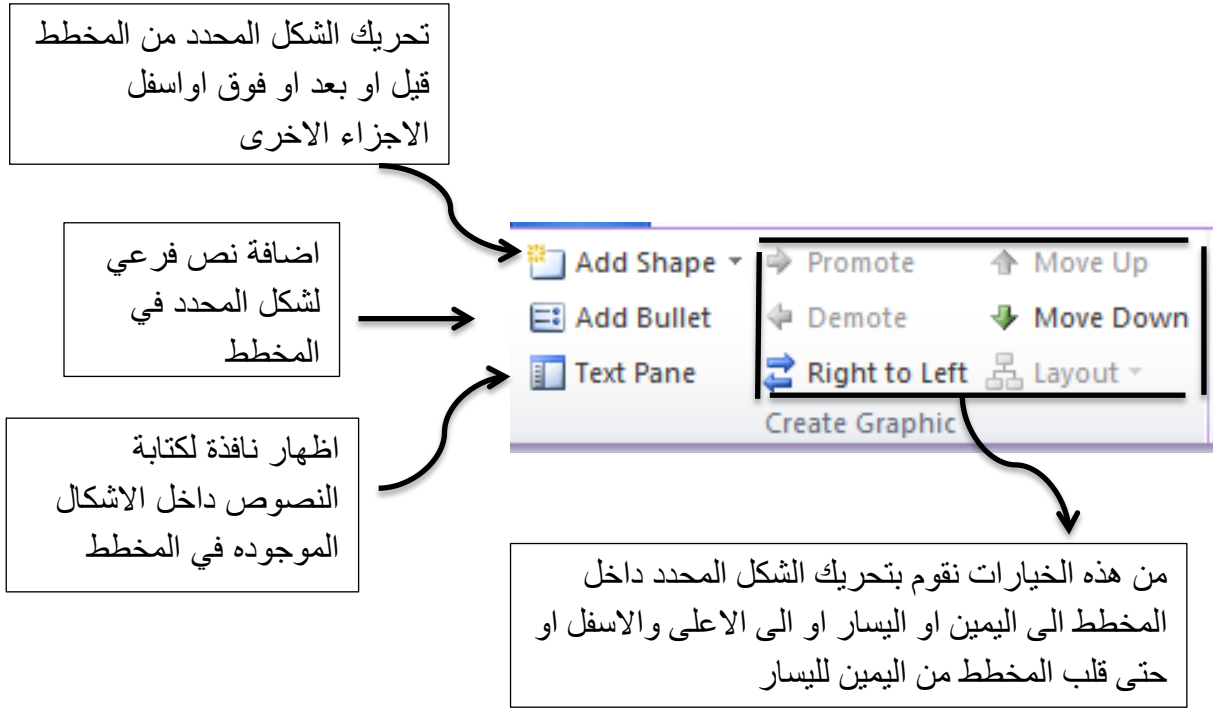 تحريك الشكل المحدد من المخطط
قيل او بعد او فوق اواسفل
الاجزاء الاخرى
اضافة نص فرعي
لشكل المحدد في
المخطط
اظهار نافذة لكتابة
النصوص داخل الاشكال
الموجوده في المخطط
Add Shape Promote Move Up
Add Bullet Demote Move Down
Text Pane Right to Left Layout
Create Graphic
من هذه الخيارات نقوم بتحريك الشكل المحدد داخل
المخطط الى اليمين او اليسار او الى الاعلى والاسفل او
حتى قلب المخطط من اليمين لليسار